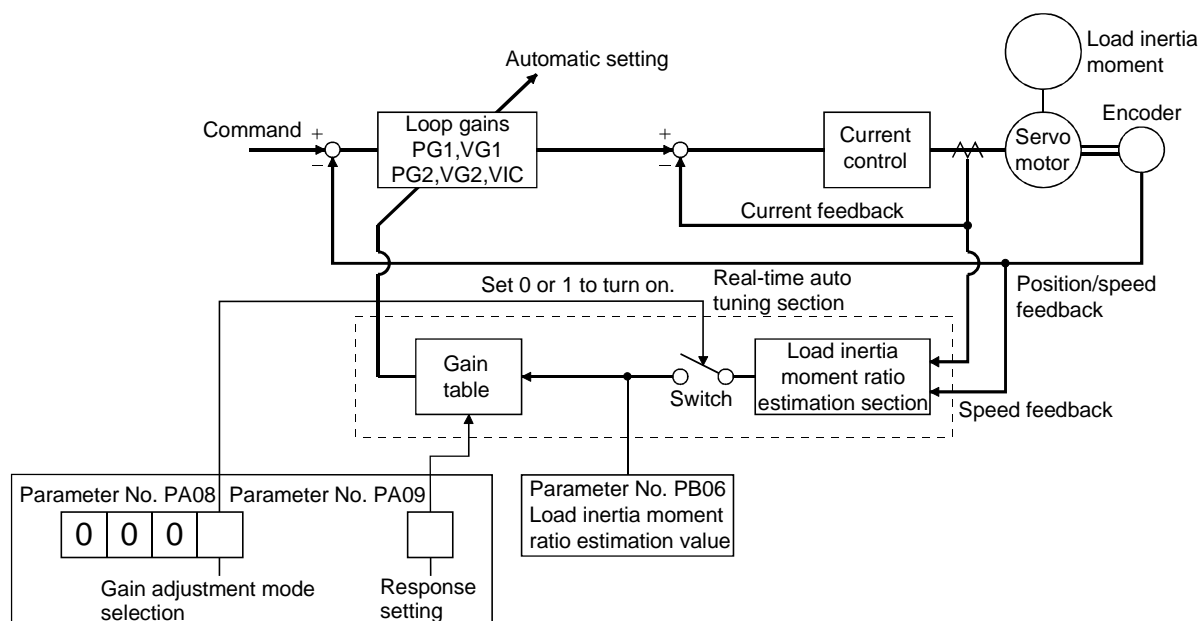 Load inertia
moment
Automatic setting
Encoder
Command
+
−
Loop gains
PG1,VG1
PG2,VG2,VIC
+
−
Current
control
Servo
motor
Current feedback
Set 0 or 1 to turn on.
Real-time auto
tuning section
Position/speed
feedback
Gain
table
Switch
Load inertia
moment ratio
estimation section
Speed feedback
Parameter No. PA08
Parameter No. PA09
0 0 0
Gain adjustment mode
selection
Response
setting
Parameter No. PB06
Load inertia moment
ratio estimation value